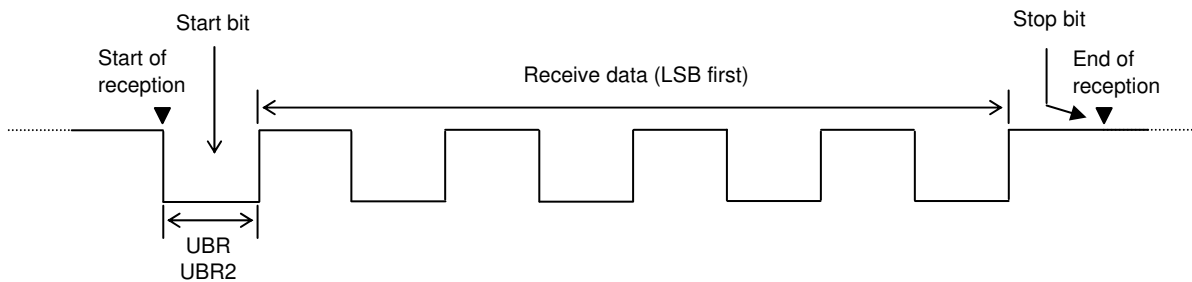 Start bit
Stop bit
Start of
reception
Receive data (LSB first)
End of
reception
UBR
UBR2